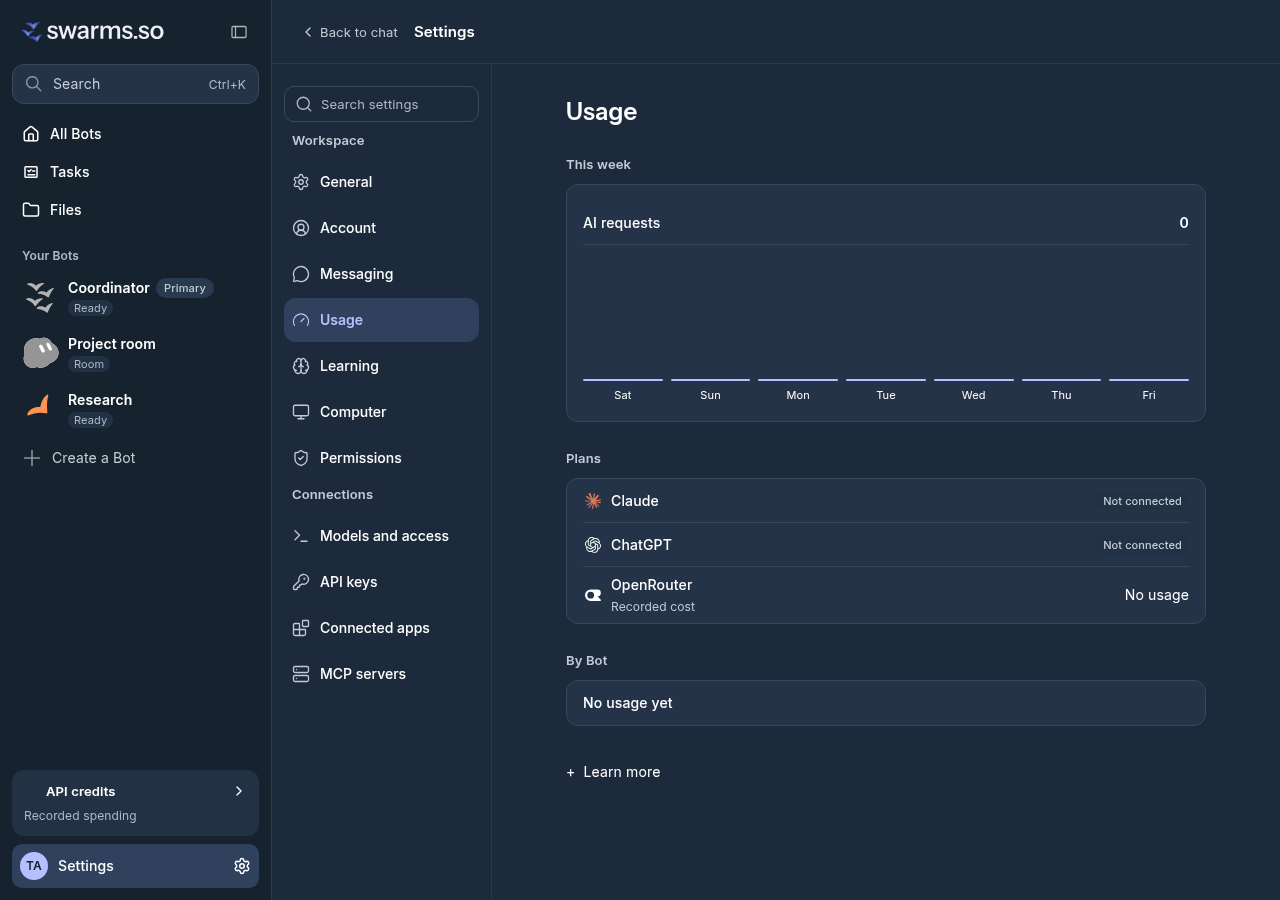 swarms.so
Search Ctrl+K
All Bots
Tasks
Files
Your Bots
Coordinator Primary
Ready
Project room
Room
Research
Ready
Create a Bot
API credits
Recorded spending
TA Settings
Back to chat Settings
Search settings
Workspace
General
Account
Messaging
Usage
Learning
Computer
Permissions
Connections
Models and access
API keys
Connected apps
MCP servers
Usage
This week
AI requests 0
Sat Sun Mon Tue Wed Thu Fri
Plans
Claude Not connected
ChatGPT Not connected
OpenRouter
Recorded cost
No usage
By Bot
No usage yet
+ Learn more